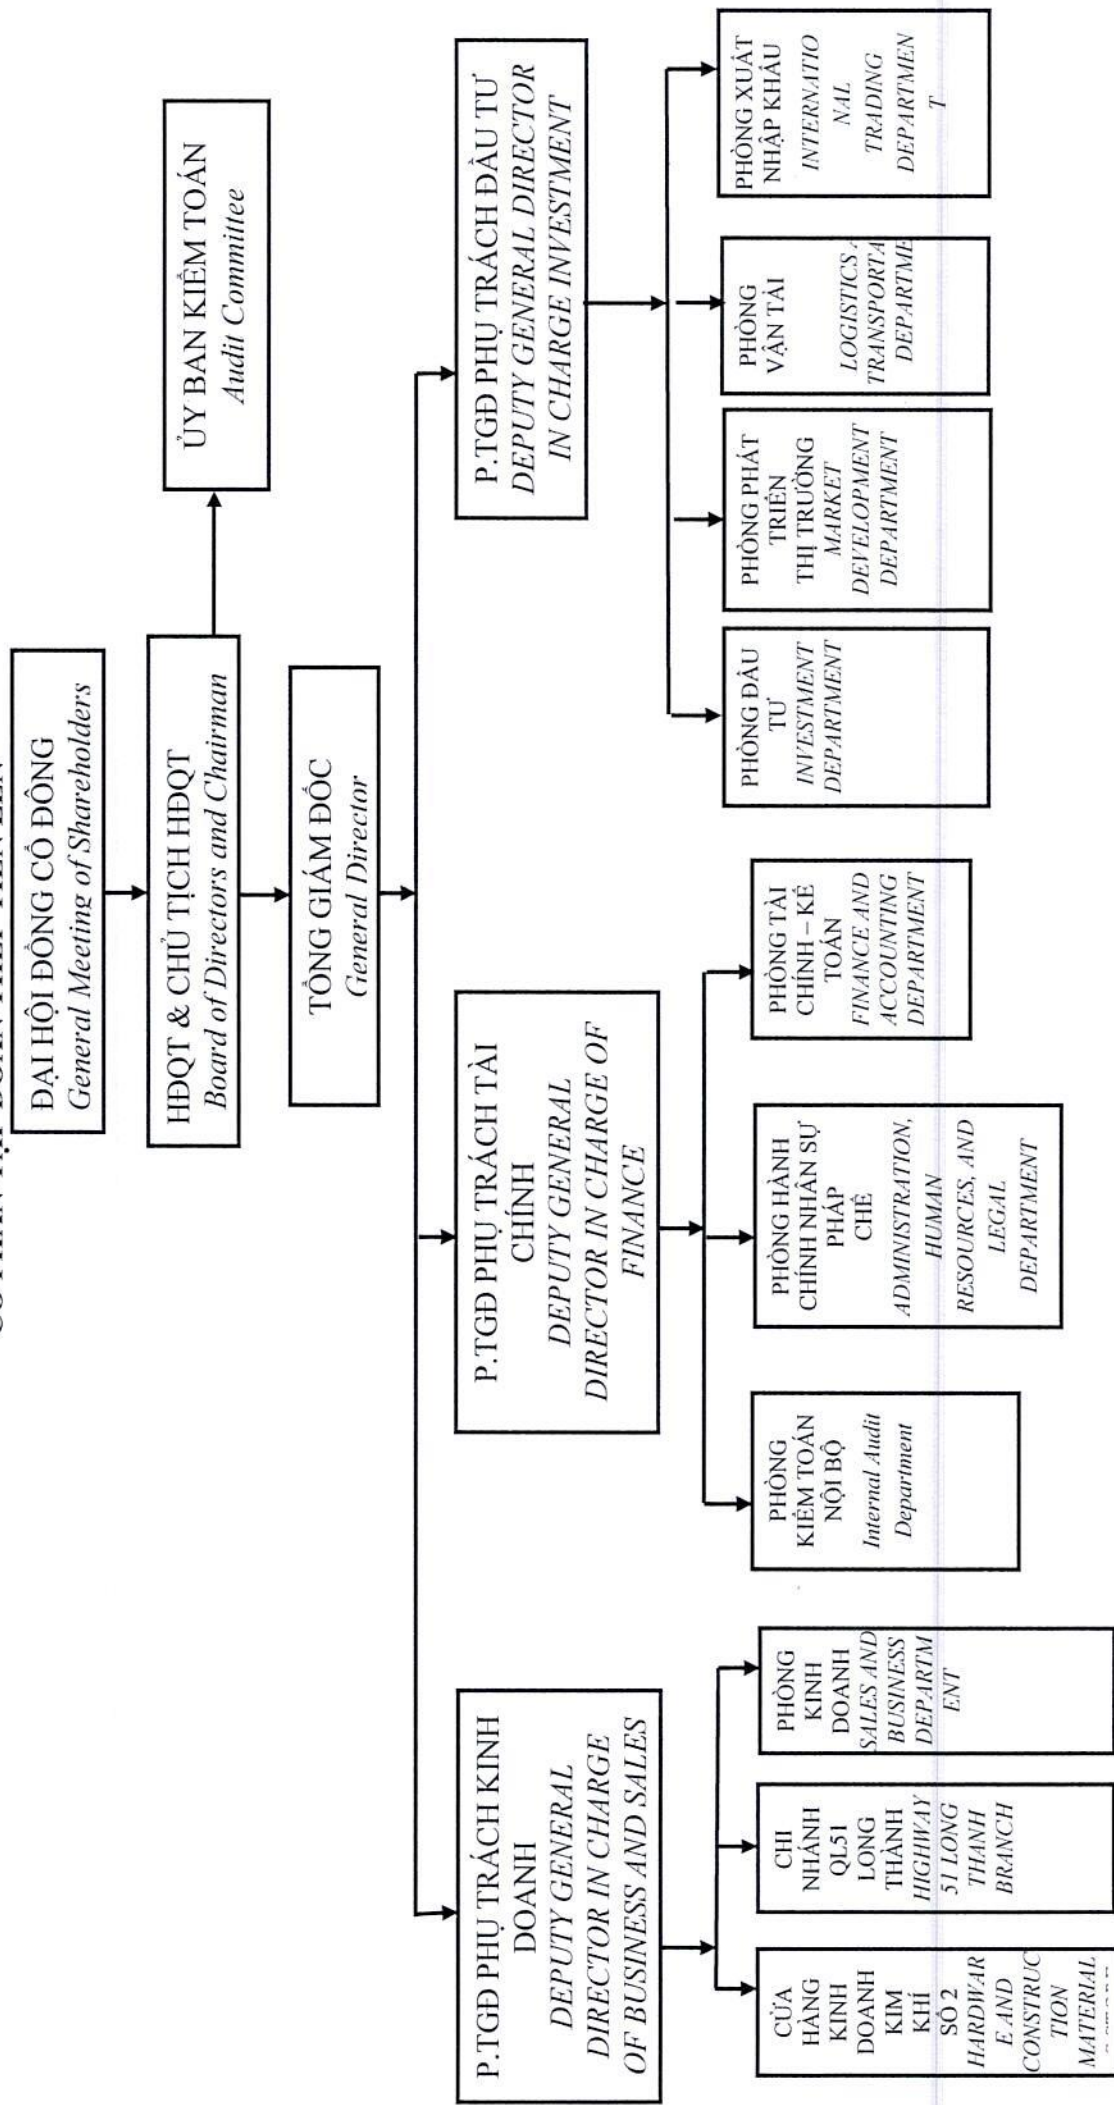 ĐẠI HỘI ĐỒNG CỔ ĐÔNG
General Meeting of Shareholders
HĐQT & CHỦ TỊCH HĐQT
Board of Directors and Chairman
ỦY BAN KIỂM TOÁN
Audit Committee
TỔNG GIÁM ĐỐC
General Director
P.TGĐ PHỤ TRÁCH KINH
DOANH
DEPUTY GENERAL
DIRECTOR IN CHARGE
OF BUSINESS AND SALES
P.TGĐ PHỤ TRÁCH TÀI
CHÍNH
DEPUTY GENERAL
DIRECTOR IN CHARGE OF
FINANCE
P.TGĐ PHỤ TRÁCH ĐẦU TƯ
DEPUTY GENERAL DIRECTOR
IN CHARGE INVESTMENT
CỬA
HÀNG
KINH
DOANH
KIM
KHÍ
SỐ 2
HARDWAR
E AND
CONSTRUC
TION
MATERIAL
CHI
NHÁNH
QL51
LONG
THÀNH
HIGHWAY
51 LONG
THANH
BRANCH
PHÒNG
KINH
DOANH
SALES AND
BUSINESS
DEPARTM
ENT
PHÒNG
KIỂM TOÁN
NỘI BỘ
Internal Audit
Department
PHÒNG HÀNH
CHÍNH NHÂN SỰ
PHÁP
CHẾ
ADMINISTRATION,
HUMAN
RESOURCES, AND
LEGAL
DEPARTMENT
PHÒNG TÀI
CHÍNH – KẾ
TOÁN
FINANCE AND
ACCOUNTING
DEPARTMENT
PHÒNG ĐẦU
TƯ
INVESTMENT
DEPARTMENT
PHÒNG PHÁT
TRIỂN
THỊ TRƯỜNG
MARKET
DEVELOPMENT
DEPARTMENT
PHÒNG
VẬN TẢI
LOGISTICS
TRANSPORTA
DEPARTME
PHÒNG XUẤT
NHẬP KHẨU
INTERNATIO
NAL
TRADING
DEPARTMEN
T